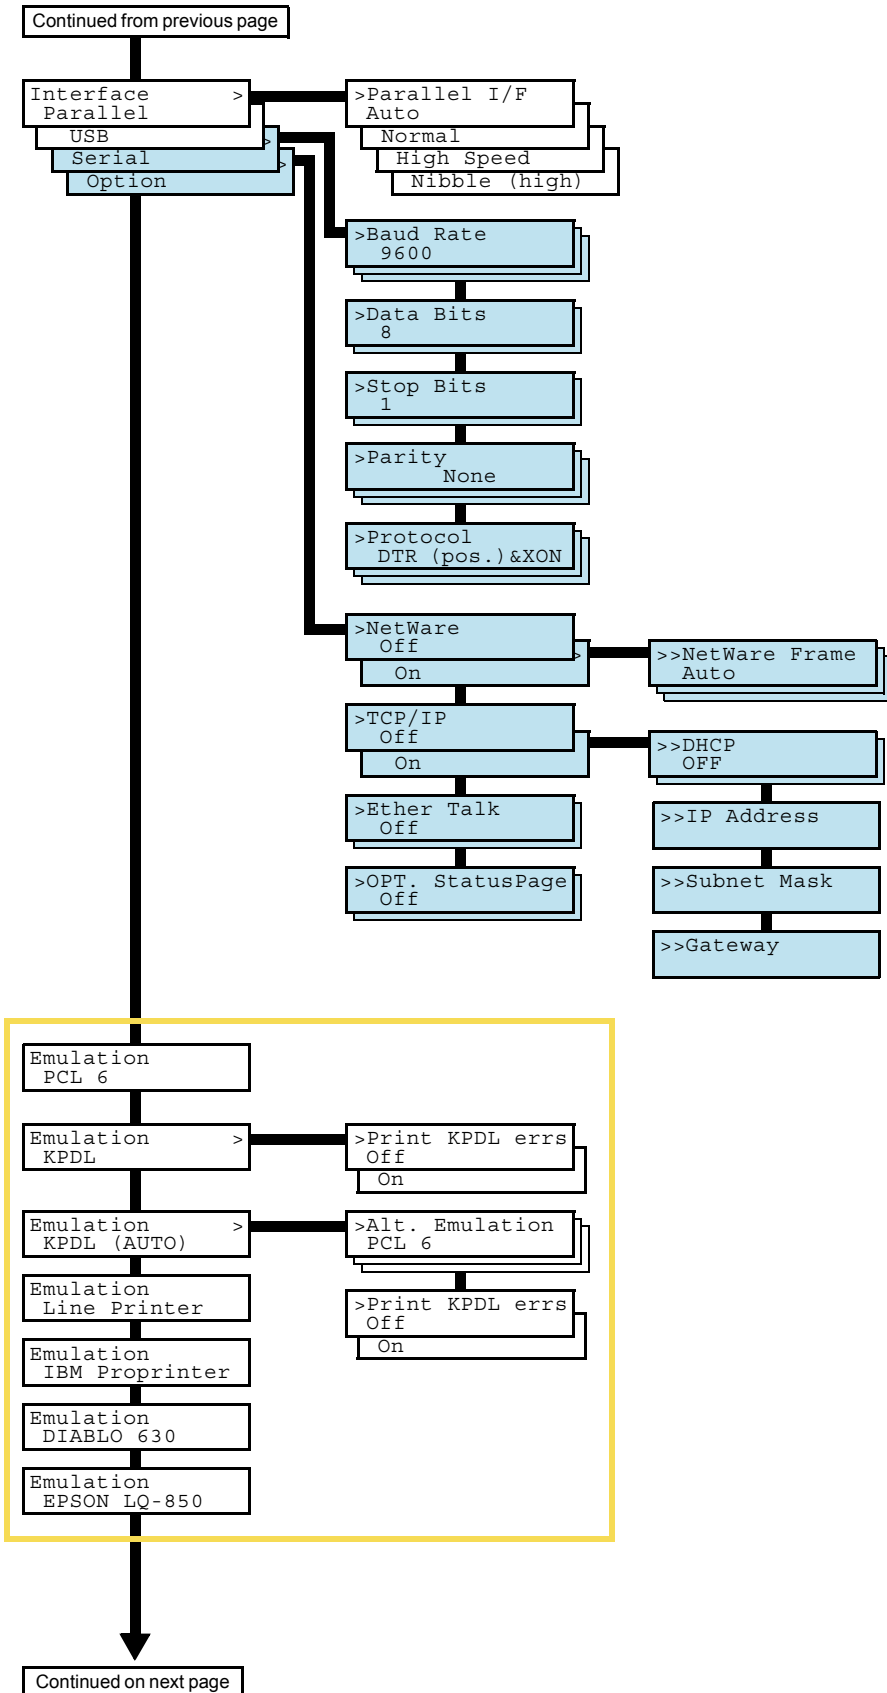 Continued from previous page
Interface >
Parallel
USB >
Serial >
Option
>Parallel I/F
Auto
Normal
High Speed
Nibble (high)
>Baud Rate
9600
>Data Bits
8
>Stop Bits
1
>Parity
None
>Protocol
DTR (pos.)&XON
>NetWare
Off >
On
>>NetWare Frame
Auto
>TCP/IP
Off
On
>>DHCP
OFF
>>IP Address
>>Subnet Mask
>>Gateway
>Ether Talk
Off
>OPT. StatusPage
Off
Emulation
PCL 6
Emulation >
KPDL
>Print KPDL errs
Off
On
Emulation >
KPDL (AUTO)
>Alt. Emulation
PCL 6
>Print KPDL errs
Off
On
Emulation
Line Printer
Emulation
IBM Proprinter
Emulation
DIABLO 630
Emulation
EPSON LQ-850
Continued on next page